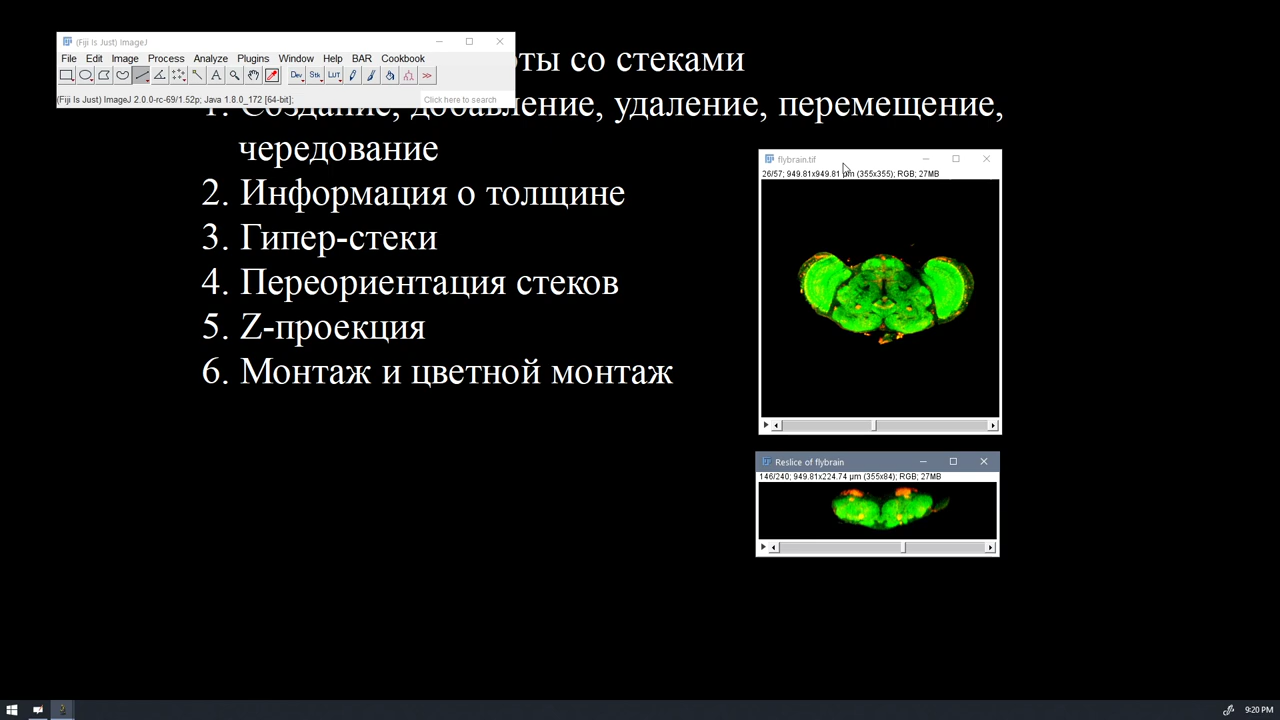 (Fiji Is Just) ImageJ
File Edit Image Process Analyze Plugins Window Help BAR Cookbook
Dev Stk LUT >>
(Fiji Is Just) ImageJ 2.0.0-rc-69/1.52p; Java 1.8.0_172 [64-bit];
Click here to search
со стеками
1. Создание, добавление, удаление, перемещение,
чередование
2. Информация о толщине
3. Гипер-стеки
4. Переориентация стеков
5. Z-проекция
6. Монтаж и цветной монтаж
flybrain.tif
26/57; 949.81x949.81 µm (355x355); RGB; 27MB
Reslice of flybrain
146/240; 949.81x224.74 µm (355x84); RGB; 27MB
9:20 PM